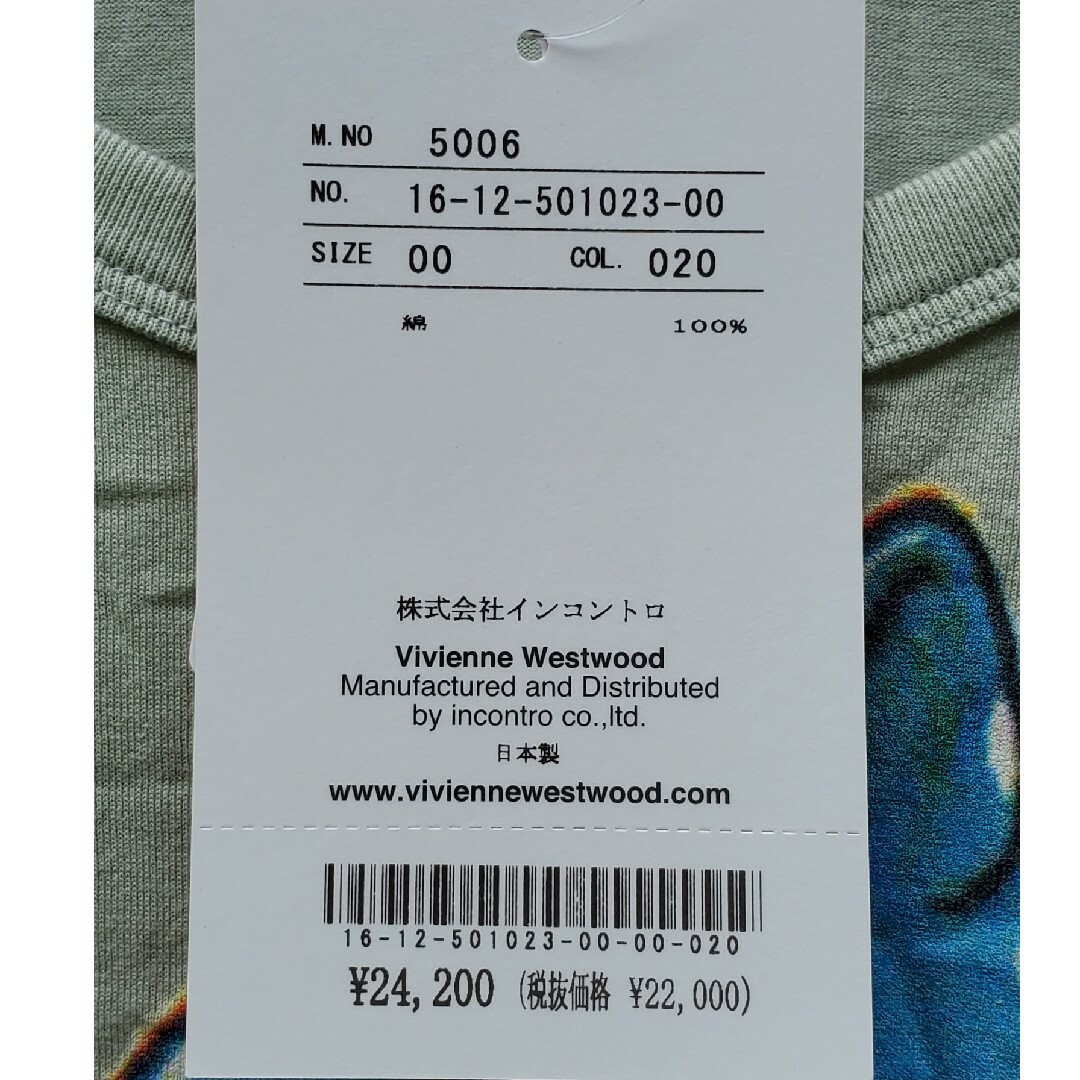 M. NO 5006
NO. 16-12-501023-00
SIZE 00 COL. 020
綿 100%
株式会社インコントロ
Vivienne Westwood
Manufactured and Distributed
by incontro co.,ltd.
日本製
www.viviennewestwood.com
16-12-501023-00-00-020
¥24,200 (税抜価格 ¥22,000)